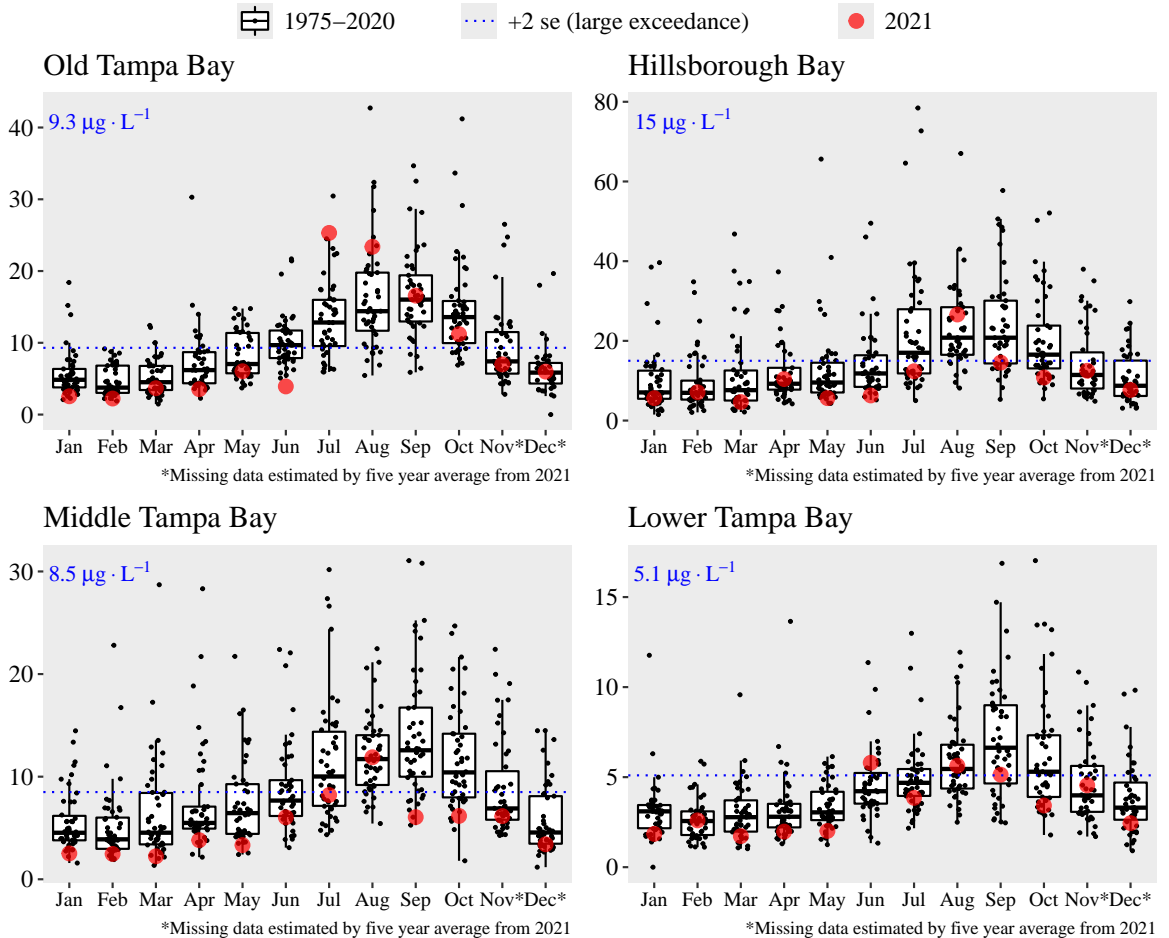 1975−2020 +2 se (large exceedance) 2021
Old Tampa Bay
9.3 μg · L⁻¹
40
30
20
10
0
Jan Feb Mar Apr May Jun Jul Aug Sep Oct Nov* Dec*
*Missing data estimated by five year average from 2021
Hillsborough Bay
15 μg · L⁻¹
80
60
40
20
0
Jan Feb Mar Apr May Jun Jul Aug Sep Oct Nov* Dec*
*Missing data estimated by five year average from 2021
Middle Tampa Bay
8.5 μg · L⁻¹
30
20
10
0
Jan Feb Mar Apr May Jun Jul Aug Sep Oct Nov* Dec*
*Missing data estimated by five year average from 2021
Lower Tampa Bay
5.1 μg · L⁻¹
15
10
5
0
Jan Feb Mar Apr May Jun Jul Aug Sep Oct Nov* Dec*
*Missing data estimated by five year average from 2021